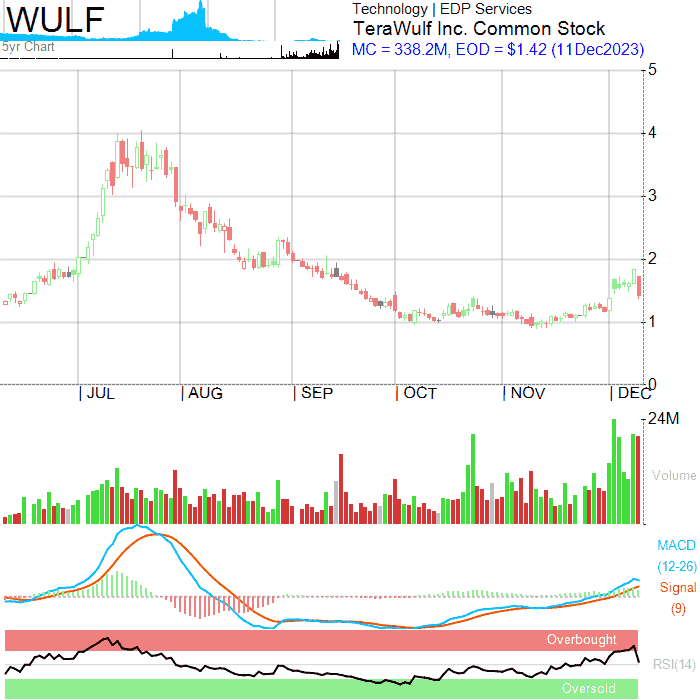 WULF
Technology | EDP Services
TeraWulf Inc. Common Stock
5yr Chart
MC = 338.2M, EOD = $1.42 (11Dec2023)
5
4
3
2
1
0
JUL AUG SEP OCT NOV DEC
24M
Volume
MACD
(12-26)
Signal
(9)
Overbought
RSI(14)
Oversold